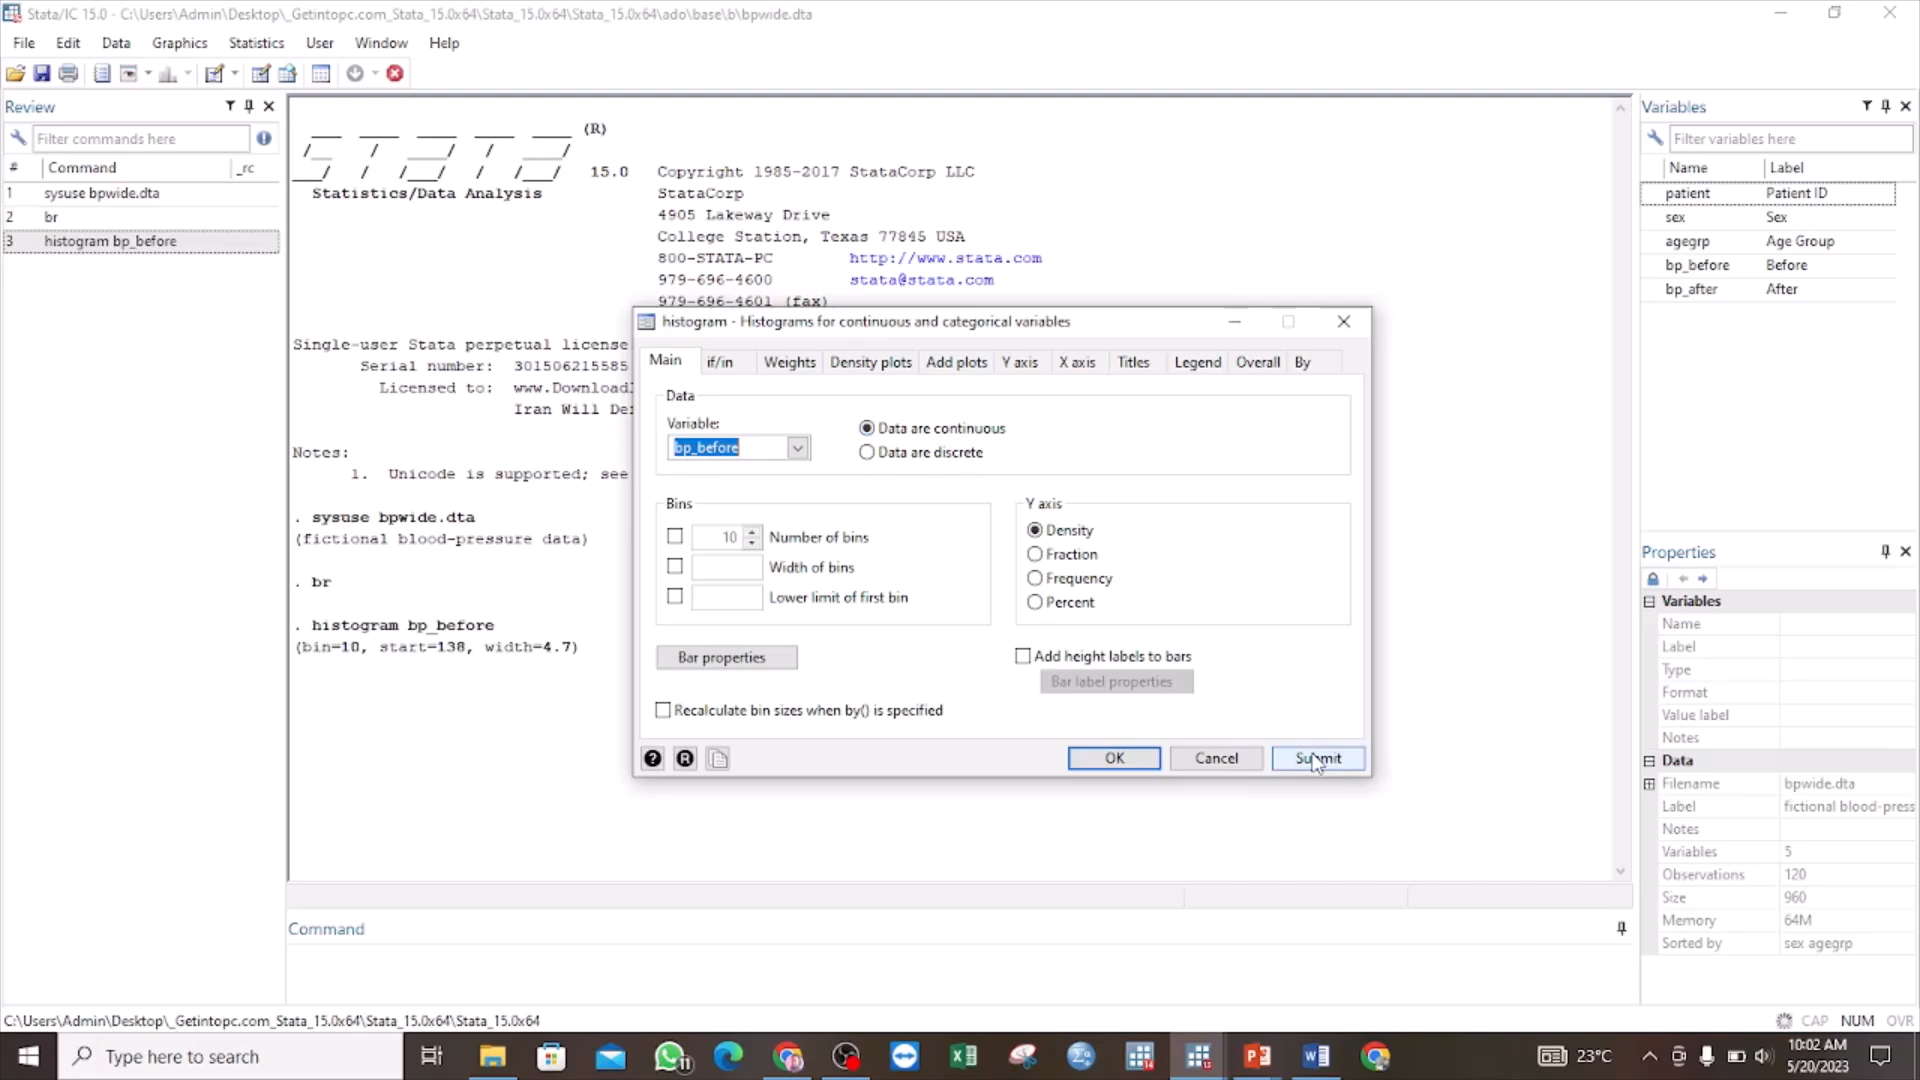 Stata/IC 15.0 - C:\Users\Admin\Desktop\_Getintopc.com_Stata_15.0x64\Stata_15.0x64\Stata_15.0x64\ado\base\b\bpwide.dta
File Edit Data Graphics Statistics User Window Help
Review
Filter commands here
# Command _rc
1 sysuse bpwide.dta
2 br
3 histogram bp_before
(R)
STATA
15.0 Copyright 1985-2017 StataCorp LLC
Statistics/Data Analysis StataCorp
4905 Lakeway Drive
College Station, Texas 77845 USA
800-STATA-PC http://www.stata.com
979-696-4600 stata@stata.com
979-696-4601 (fax)
Single-user Stata perpetual license
Serial number: 301506215585
Licensed to: www.Downloadl
Iran Will De
Notes:
1. Unicode is supported; see
. sysuse bpwide.dta
(fictional blood-pressure data)
. br
. histogram bp_before
(bin=10, start=138, width=4.7)
histogram - Histograms for continuous and categorical variables
Main if/in Weights Density plots Add plots Y axis X axis Titles Legend Overall By
Data
Variable:
bp_before
Data are continuous
Data are discrete
Bins
10 Number of bins
Width of bins
Lower limit of first bin
Y axis
Density
Fraction
Frequency
Percent
Bar properties
Add height labels to bars
Bar label properties
Recalculate bin sizes when by() is specified
? R
OK Cancel Submit
Variables
Filter variables here
Name Label
patient Patient ID
sex Sex
agegrp Age Group
bp_before Before
bp_after After
Properties
Variables
Name
Label
Type
Format
Value label
Notes
Data
Filename bpwide.dta
Label fictional blood-press
Notes
Variables 5
Observations 120
Size 960
Memory 64M
Sorted by sex agegrp
Command
C:\Users\Admin\Desktop\_Getintopc.com_Stata_15.0x64\Stata_15.0x64\Stata_15.0x64
CAP NUM OVR
Type here to search
11
23°C
10:02 AM
5/20/2023